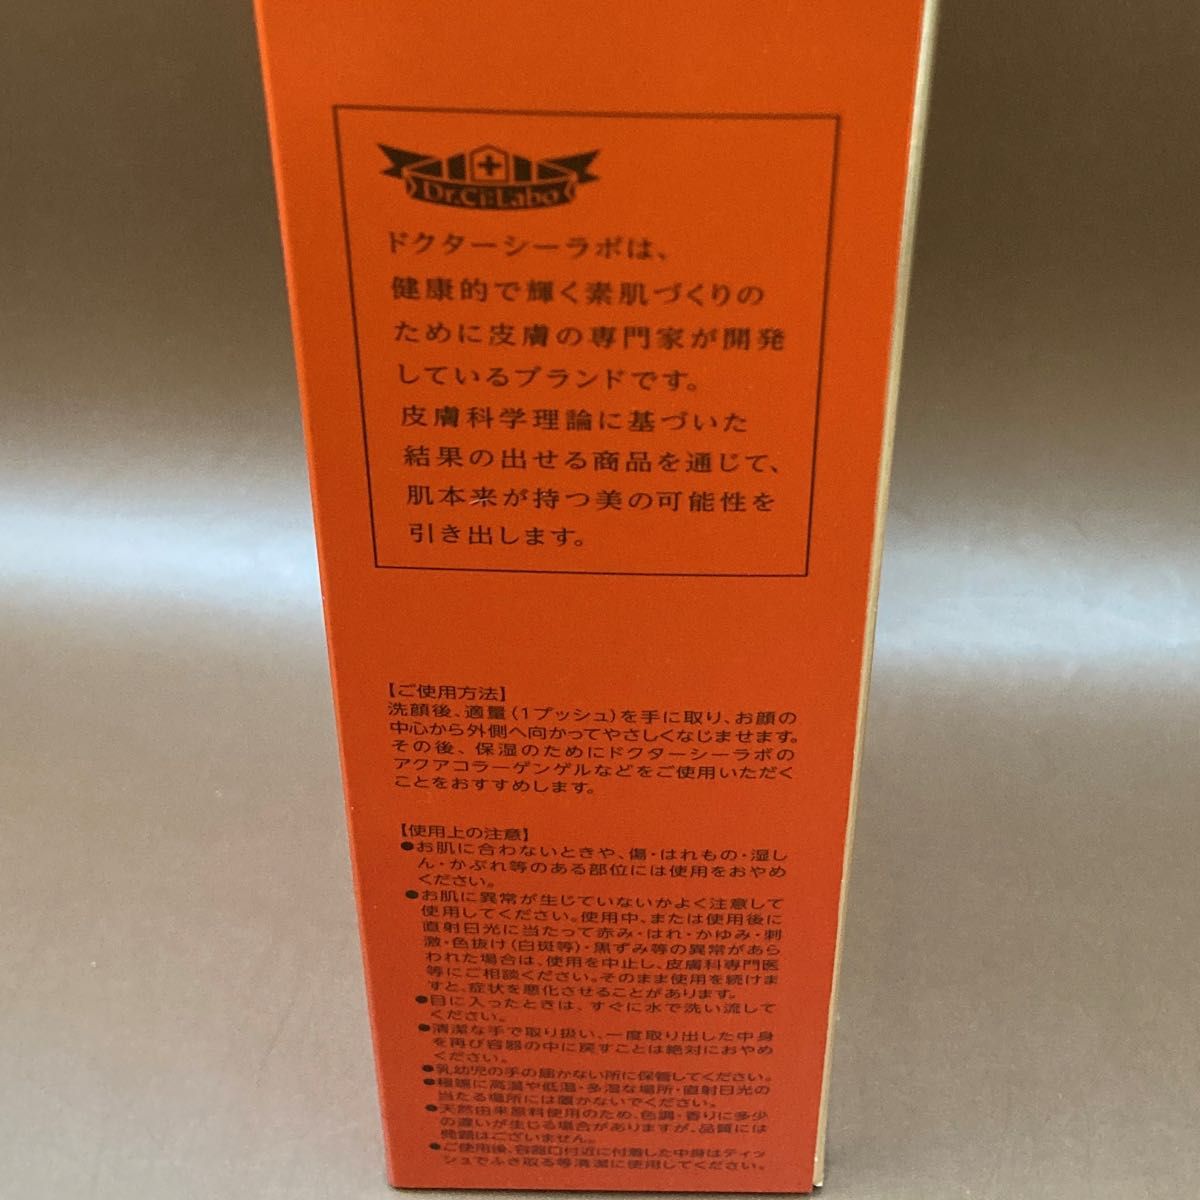 Dr.Ci:Labo
ドクターシーラボは、
健康的で輝く素肌づくりの
ために皮膚の専門家が開発
しているブランドです。
皮膚科学理論に基づいた
結果の出せる商品を通じて、
肌本来が持つ美の可能性を
引き出します。
【ご使用方法】
洗顔後、適量(1プッシュ)を手に取り、お顔の
中心から外側へ向かってやさしくなじませます。
その後、保湿のためにドクターシーラボの
アクアコラーゲンゲルなどをご使用いただく
ことをおすすめします。
【使用上の注意】
●お肌に合わないときや、傷・はれもの・湿し
ん・かぶれ等のある部位には使用をおやめ
ください。
●お肌に異常が生じていないかよく注意して
使用してください。使用中、または使用後に
直射日光に当たって赤み・はれ・かゆみ・刺
激・色抜け(白斑等)・黒ずみ等の異常があら
われた場合は、使用を中止し、皮膚科専門医
等にご相談ください。そのまま使用を続けま
すと、症状を悪化させることがあります。
●目に入ったときは、すぐに水で洗い流して
ください。
●清潔な手で取り扱い、一度取り出した中身
を再び容器の中に戻すことは絶対におやめ
ください。
●乳幼児の手の届かない所に保管してください。
●極端に高温や低温・多湿な場所・直射日光の
当たる場所には置かないでください。
●天然由来原料使用のため、色調・香りに多少
の違いが生じる場合がありますが、品質には
問題はございません。
●ご使用後、容器口付近に付着した中身はティッ
シュでふき取る等清潔に使用してください。